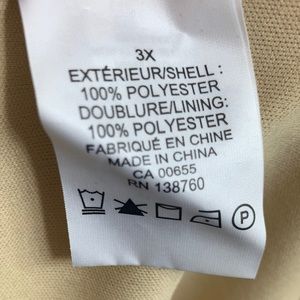 3X
EXTÉRIEUR/SHELL :
100% POLYESTER
DOUBLURE/LINING:
100% POLYESTER
FABRIQUÉ EN CHINE
MADE IN CHINA
CA 00655
RN 138760
P